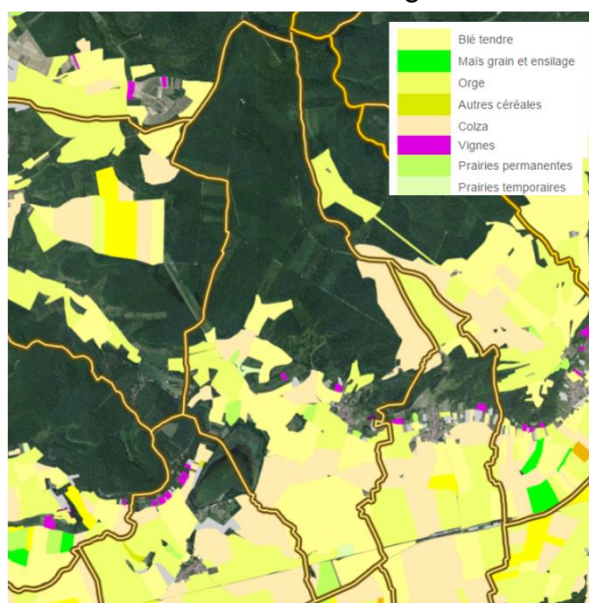 Blé tendre
Maïs grain et ensilage
Orge
Autres céréales
Colza
Vignes
Prairies permanentes
Prairies temporaires